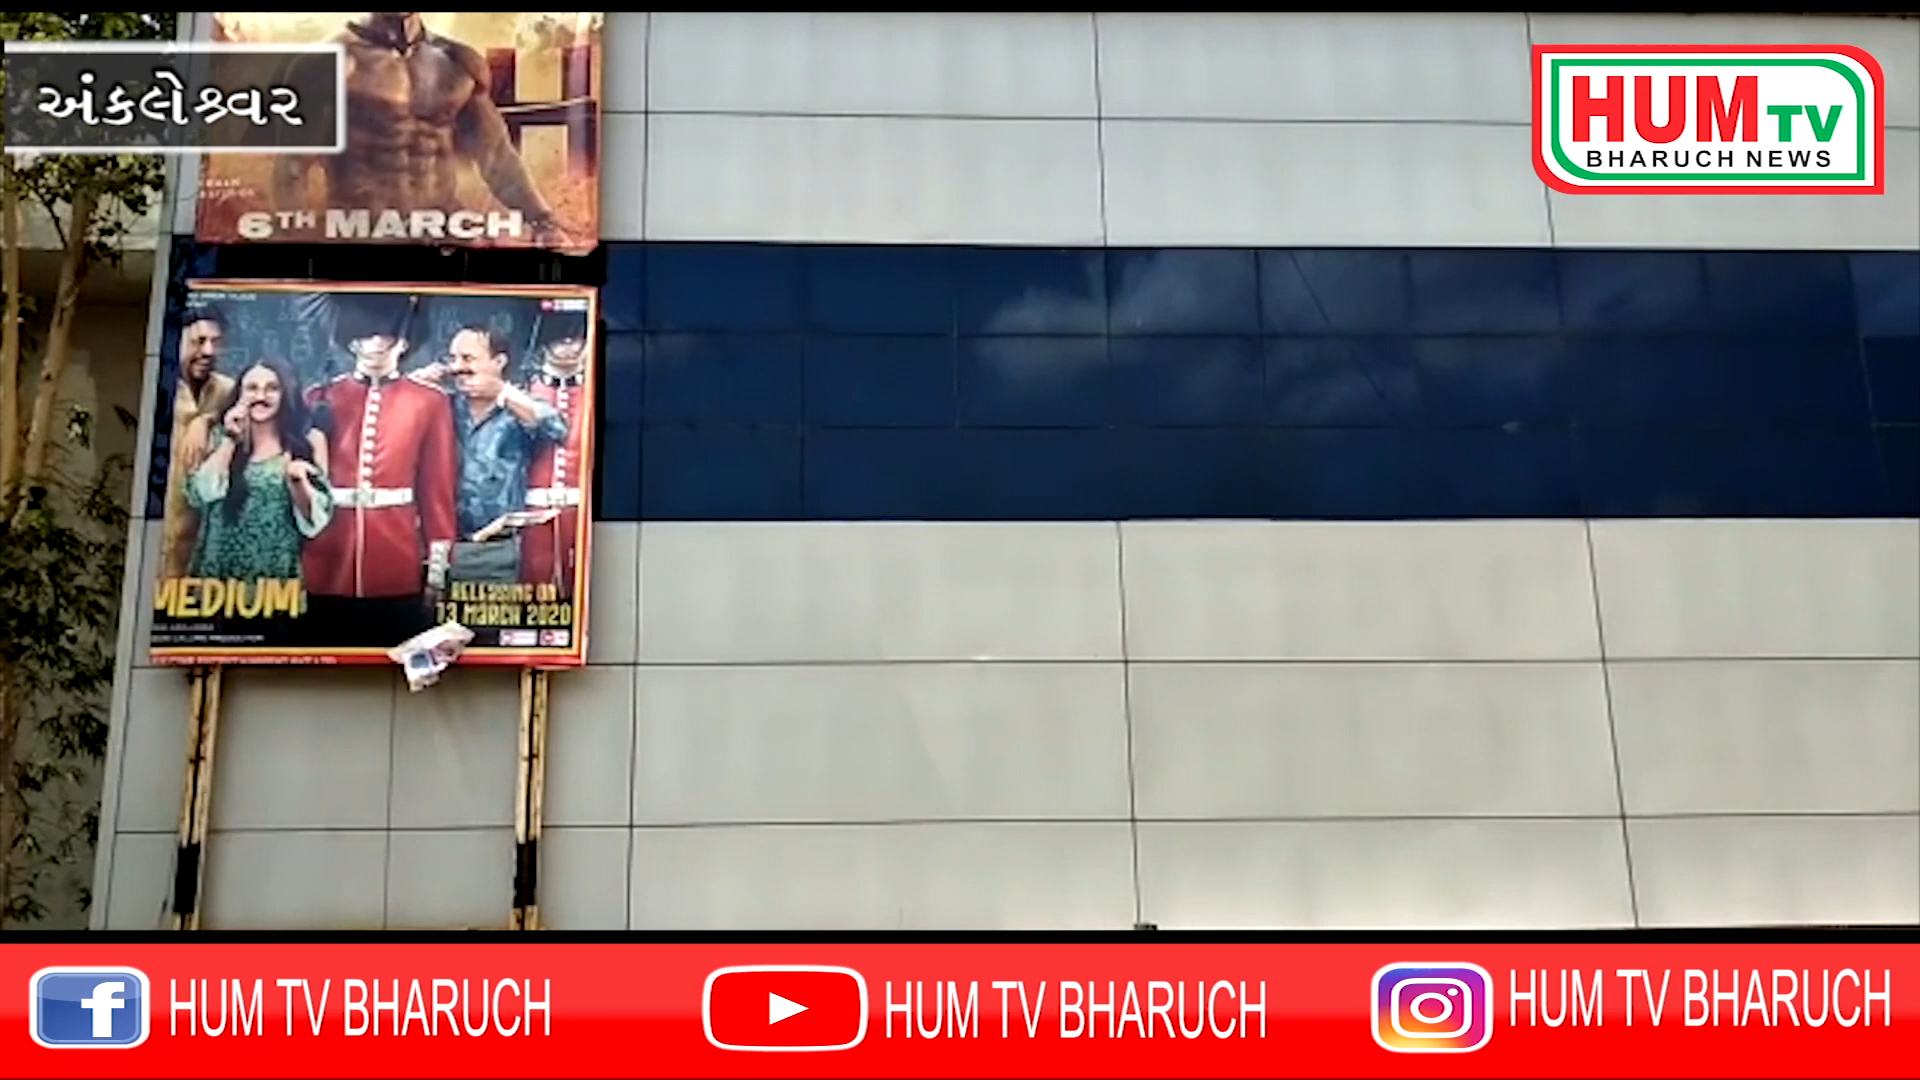 અંકલેશ્વર
HUM TV
BHARUCH NEWS
6TH MARCH
MEDIUM
RELEASING ON
13 MARCH 2020
HUM TV BHARUCH
HUM TV BHARUCH
HUM TV BHARUCH